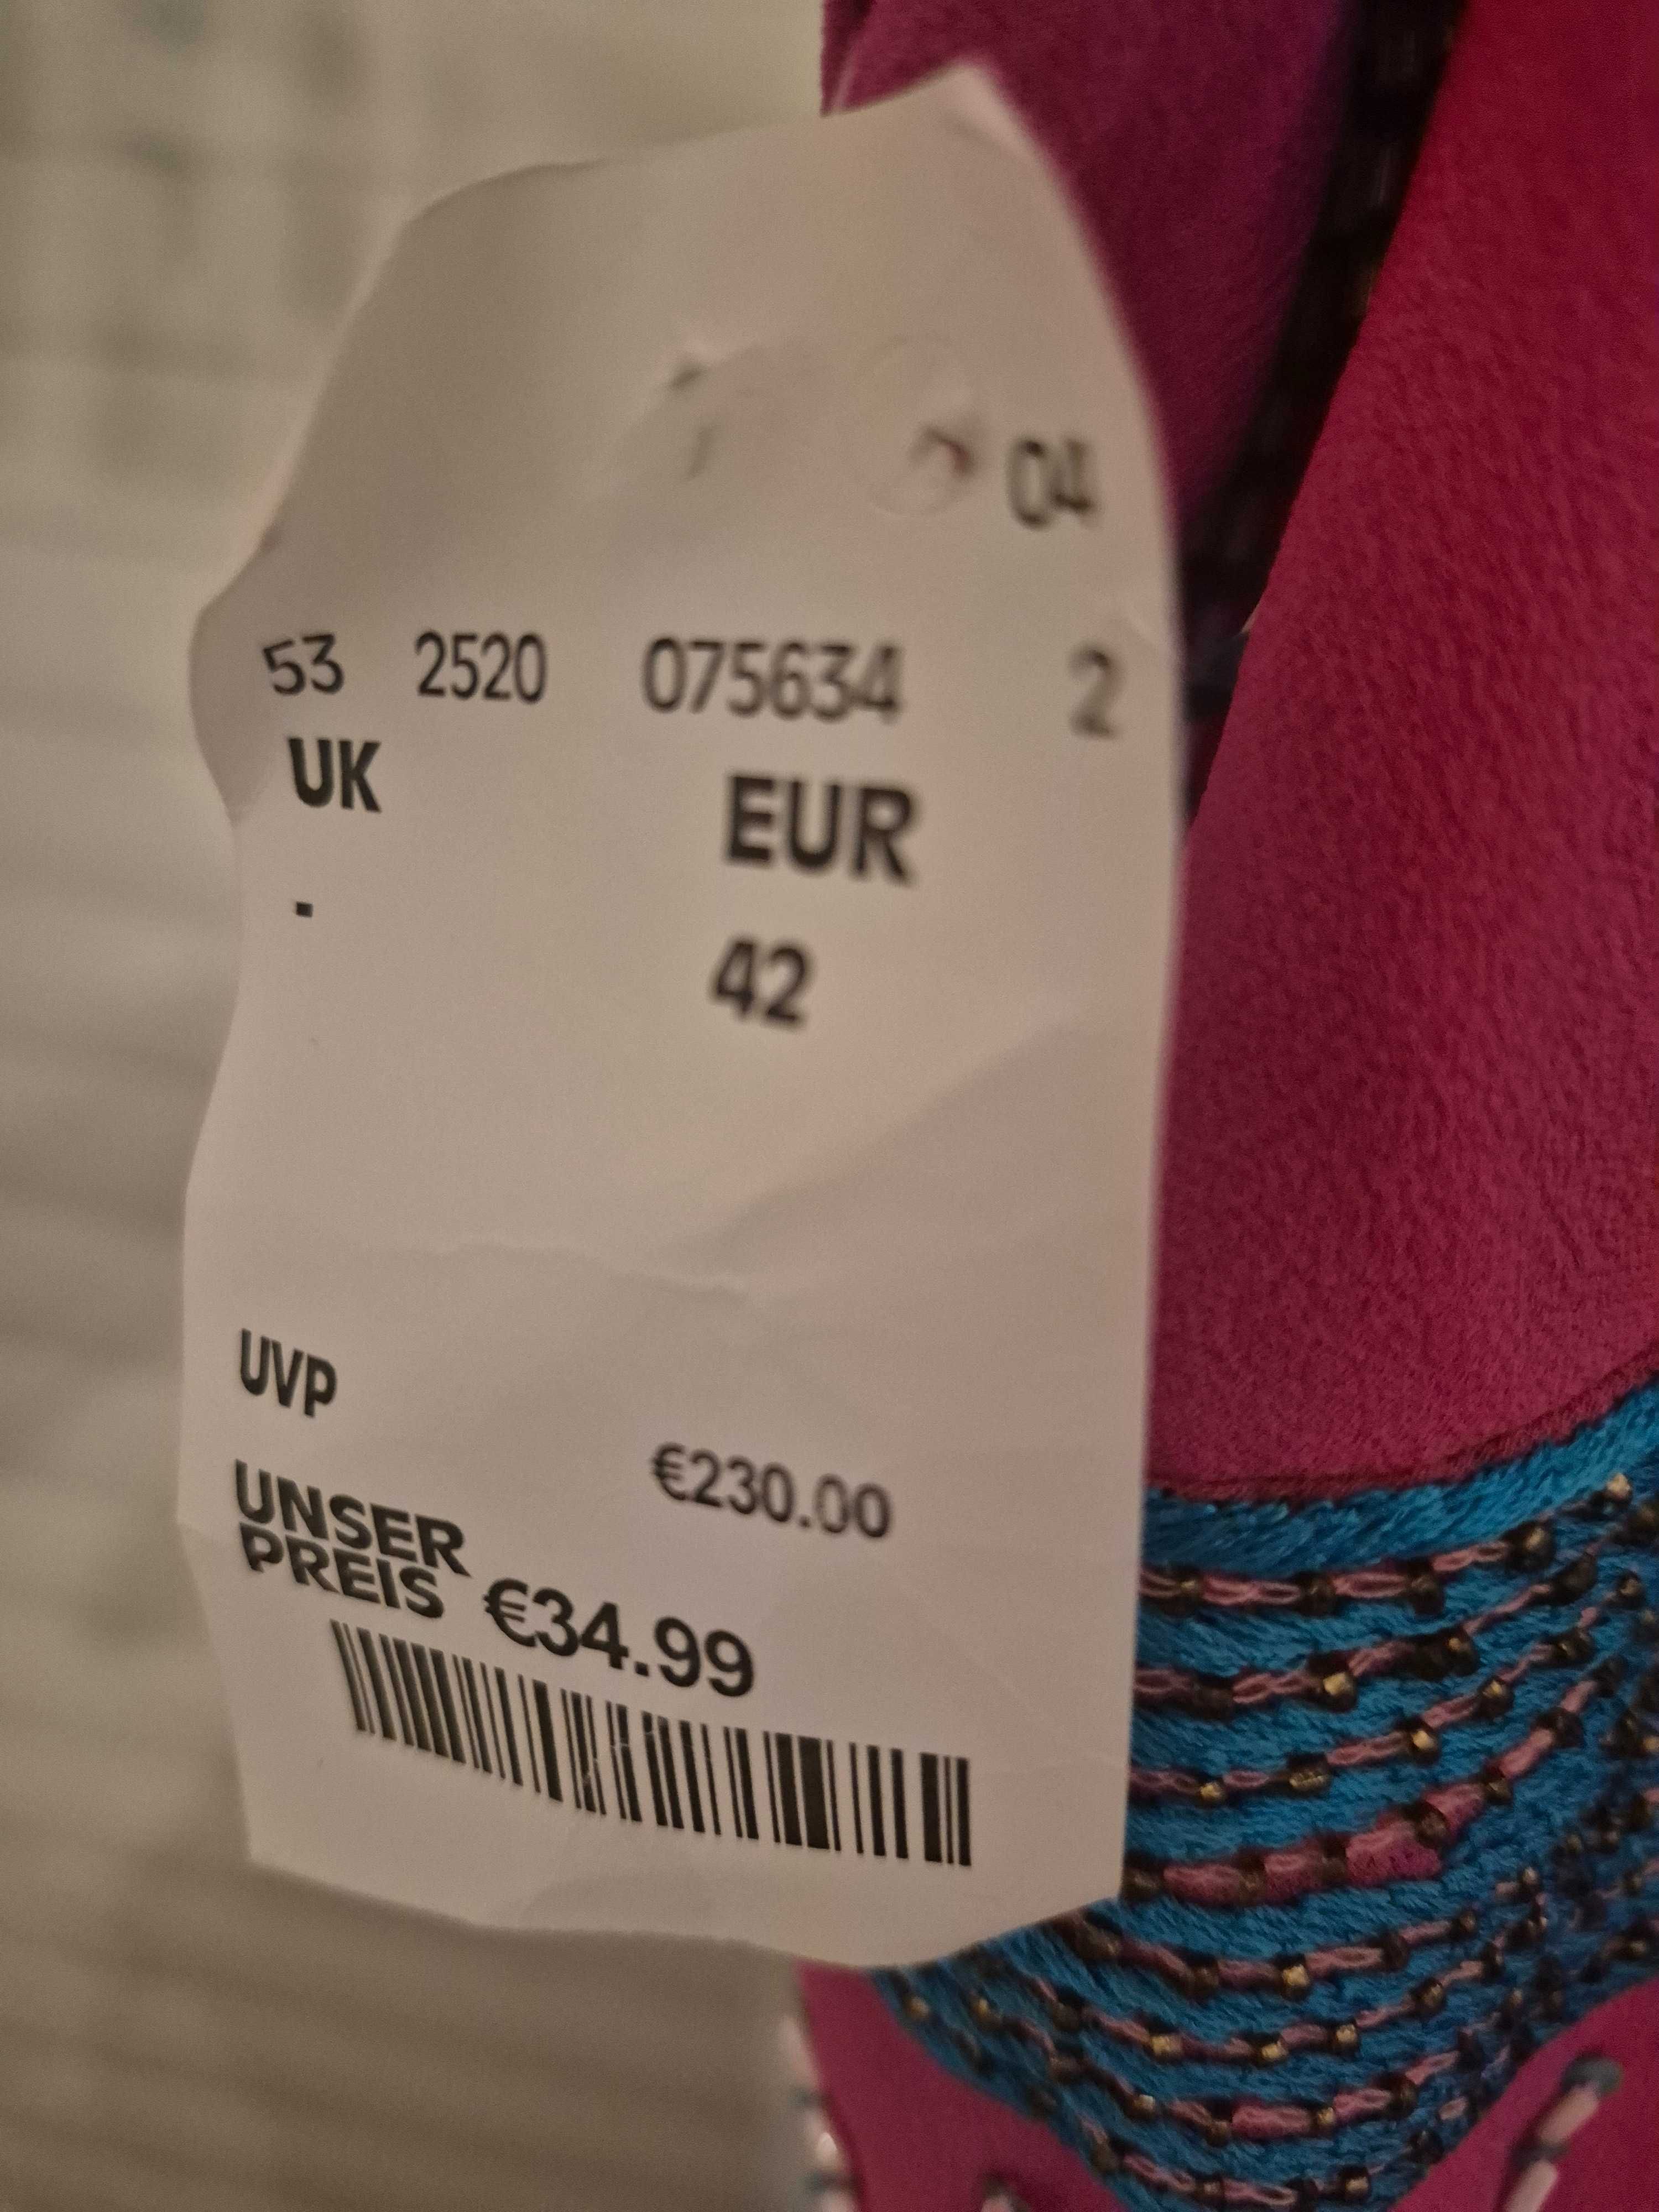 04
53 2520 075634 2
UK EUR
- 42
UVP €230.00
UNSER
PREIS €34.99